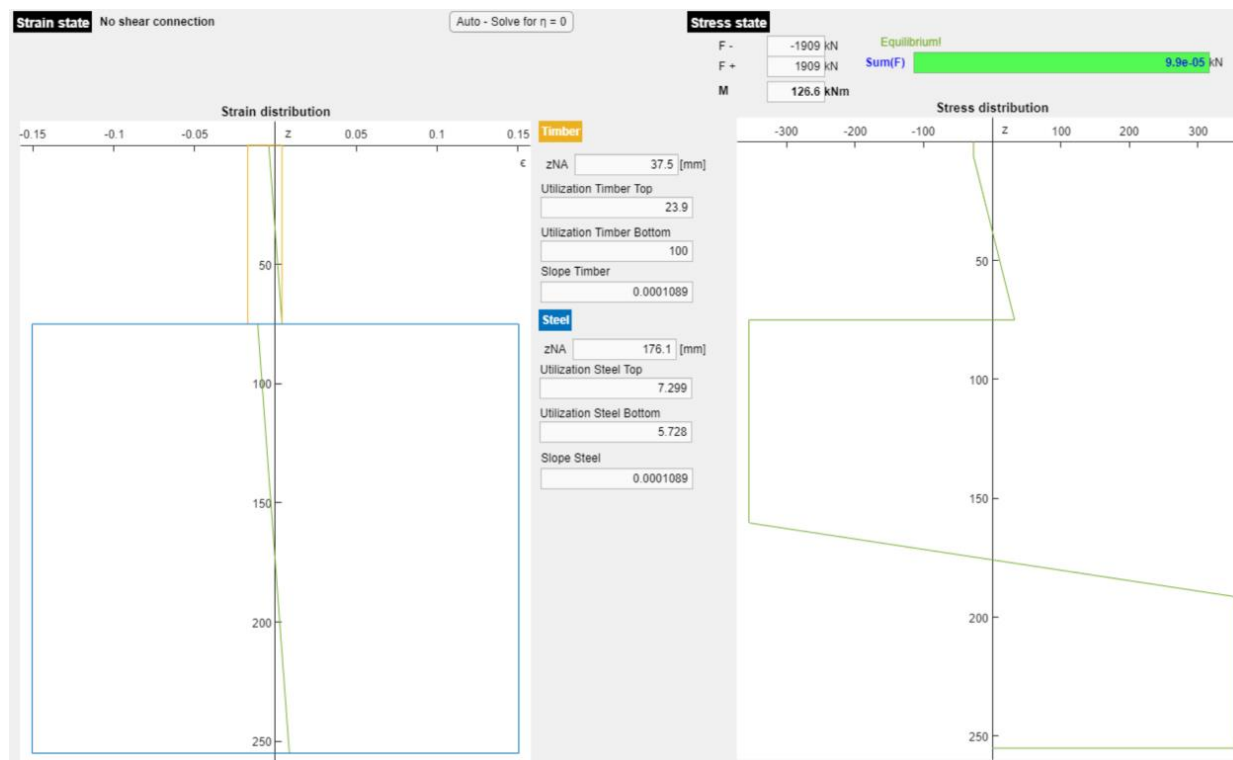 Strain state No shear connection Auto - Solve for η = 0 Stress state
F - -1909 kN Equilibrium!
F + 1909 kN Sum(F) 9.9e-05 kN
M 126.6 kNm
Strain distribution
-0.15 -0.1 -0.05 z 0.05 0.1 0.15
ϵ
50
100
150
200
250
Timber
zNA 37.5 [mm]
Utilization Timber Top
23.9
Utilization Timber Bottom
100
Slope Timber
0.0001089
Steel
zNA 176.1 [mm]
Utilization Steel Top
7.299
Utilization Steel Bottom
5.728
Slope Steel
0.0001089
Stress distribution
-300 -200 -100 z 100 200 300
50
100
150
200
250